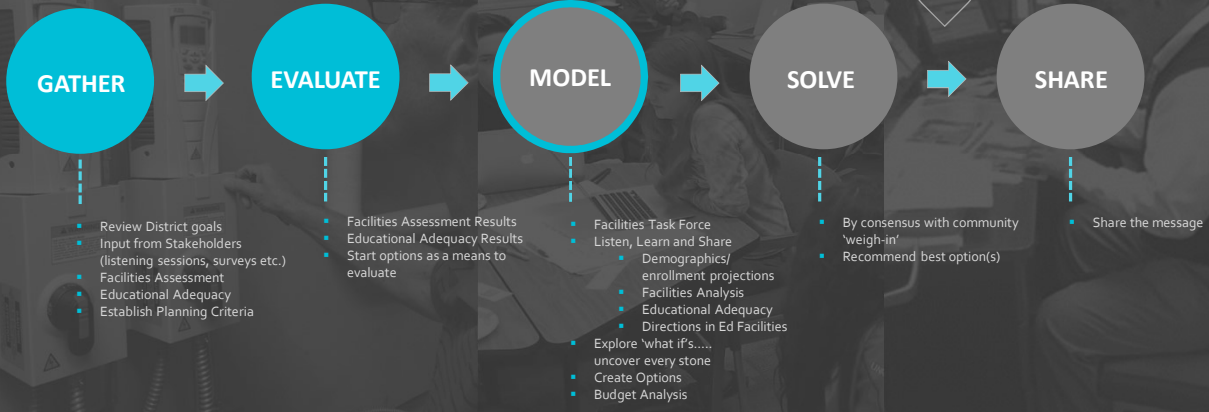 GATHER
EVALUATE
MODEL
SOLVE
SHARE
Review District goals
Input from Stakeholders
(listening sessions, surveys etc.)
Facilities Assessment
Educational Adequacy
Establish Planning Criteria
Facilities Assessment Results
Educational Adequacy Results
Start options as a means to
evaluate
Facilities Task Force
Listen, Learn and Share
Demographics/
enrollment projections
Facilities Analysis
Educational Adequacy
Directions in Ed Facilities
Explore ‘what if’s.....
uncover every stone
Create Options
Budget Analysis
By consensus with community
‘weigh-in’
Recommend best option(s)
Share the message